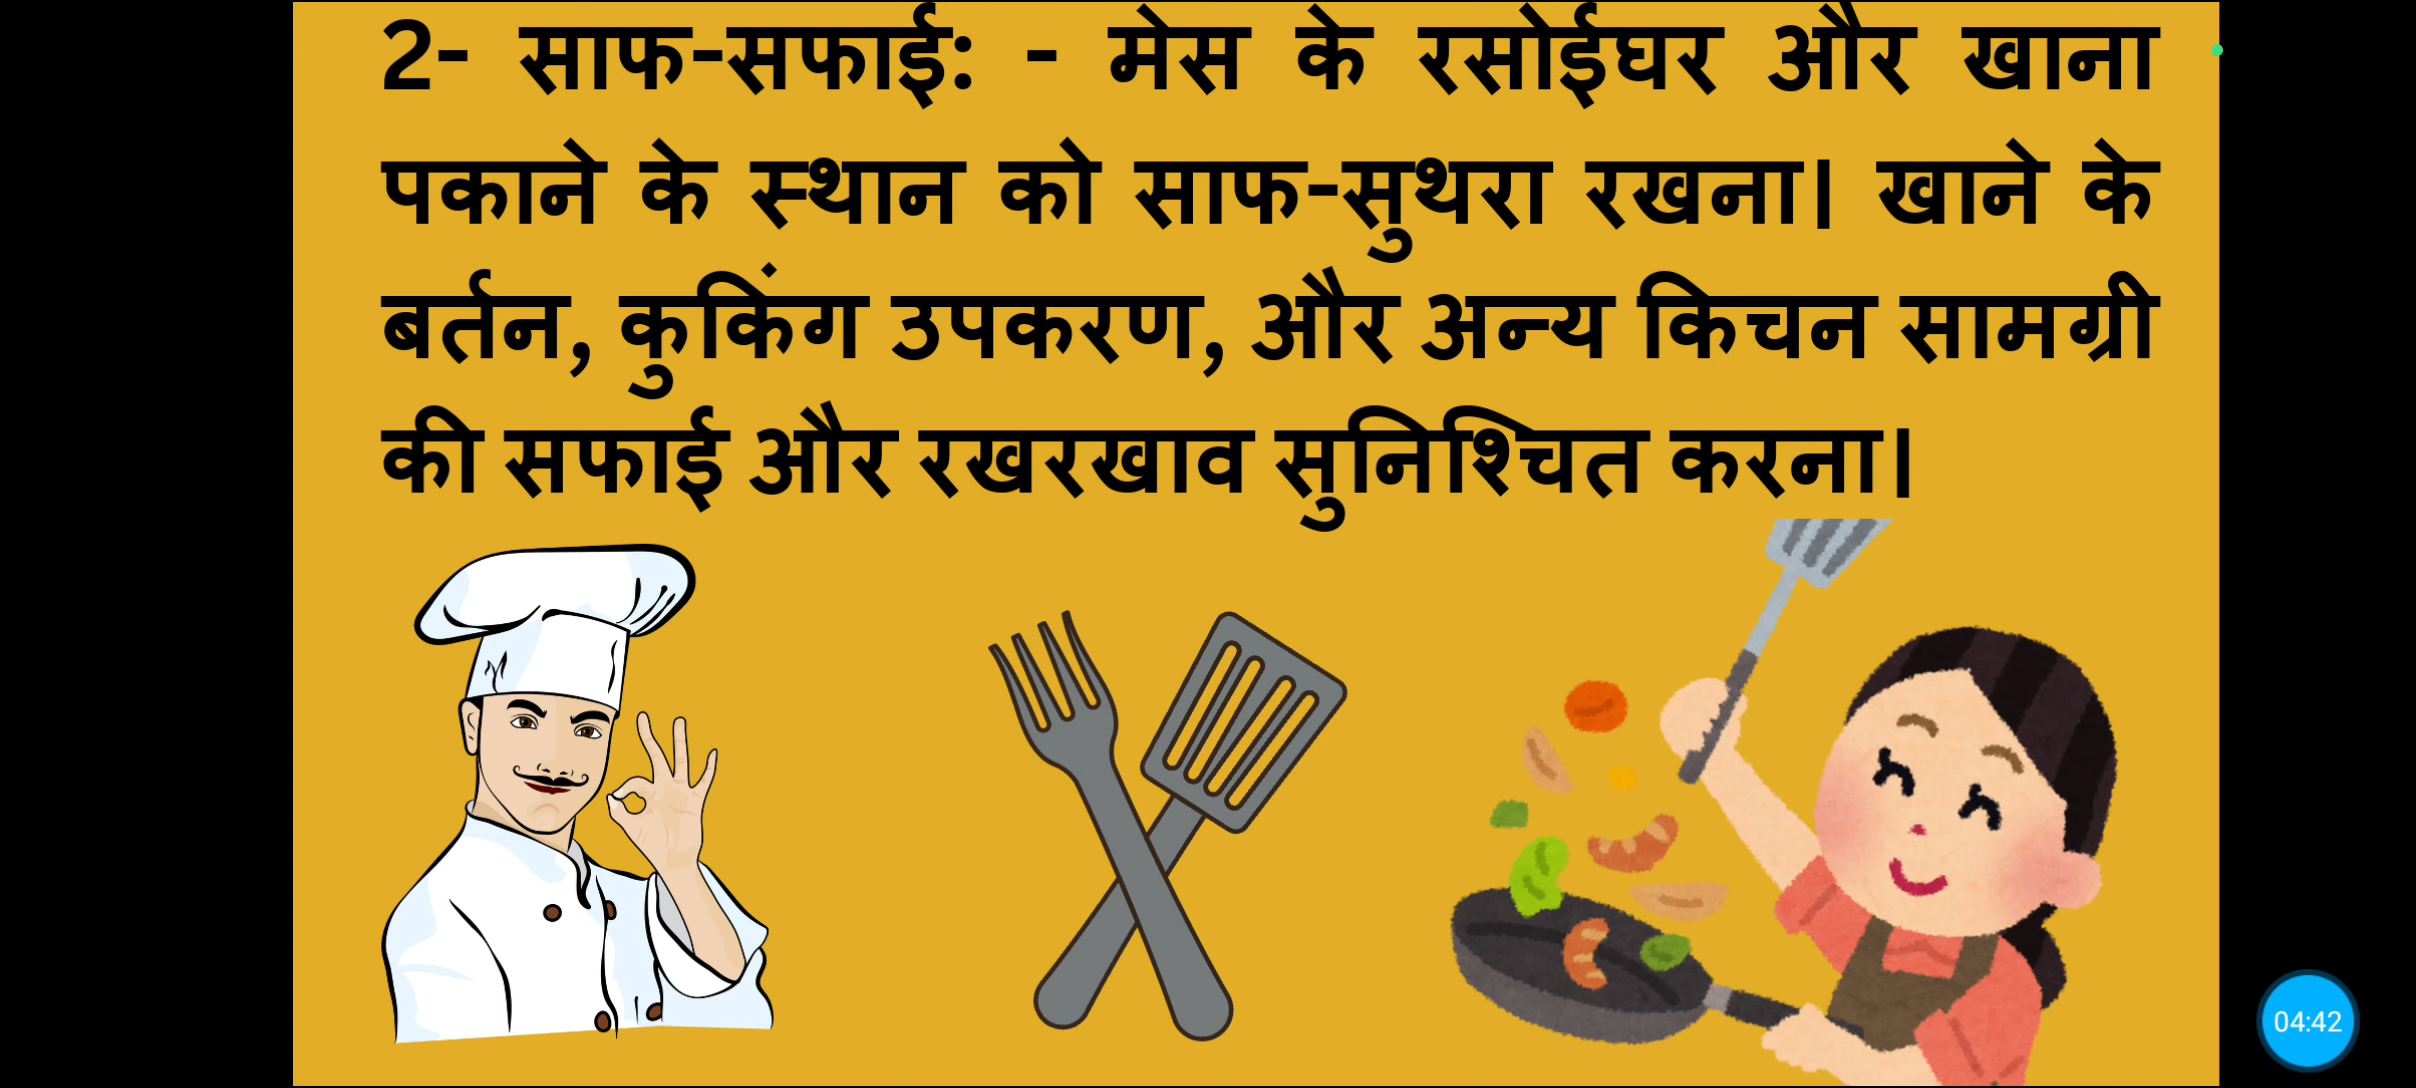 2- साफ-सफाई: - मेस के रसोईघर और खाना
पकाने के स्थान को साफ-सुथरा रखना। खाने के
बर्तन, कुकिंग उपकरण, और अन्य किचन सामग्री
की सफाई और रखरखाव सुनिश्चित करना।
04:42